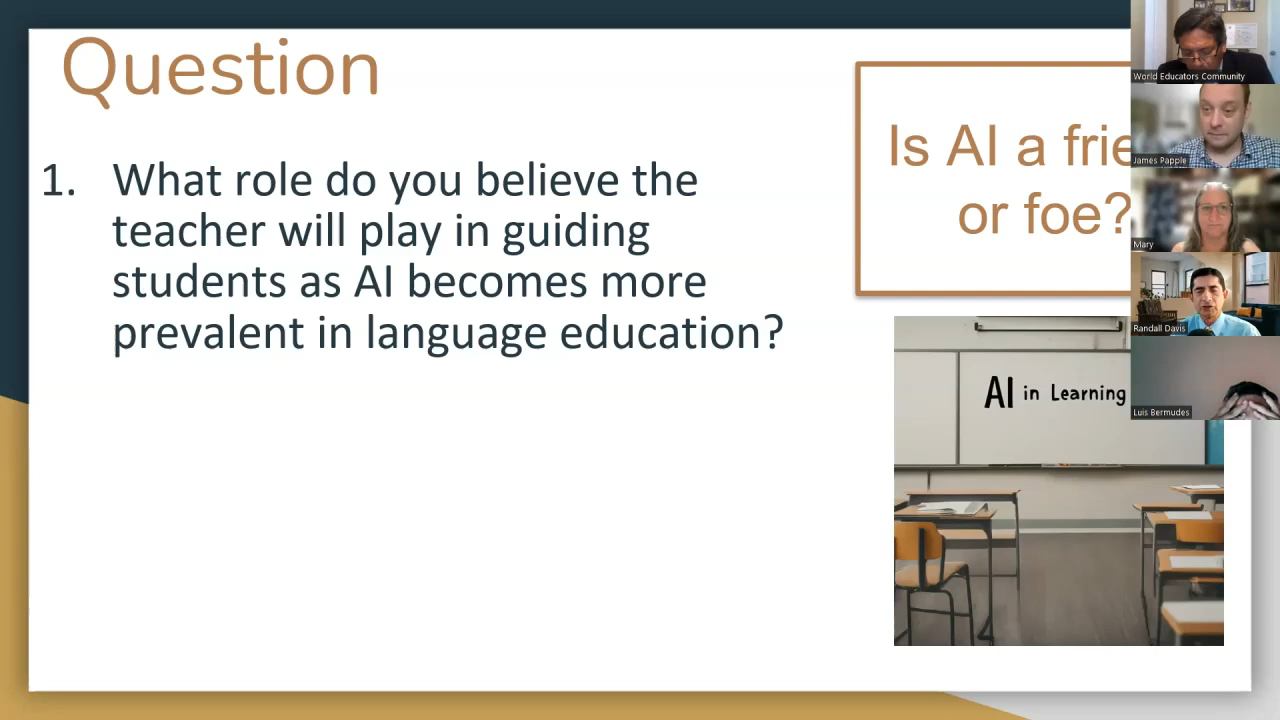 Question
1. What role do you believe the
teacher will play in guiding
students as AI becomes more
prevalent in language education?
Is AI a frie
or foe?
AI in Learning
World Educators Community
James Papple
Mary
Randall Davis
Luis Bermudes